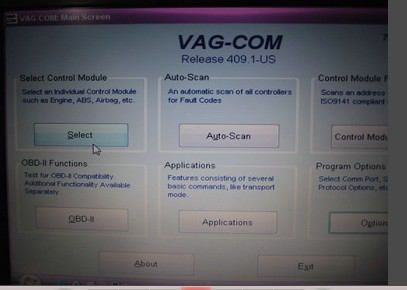 VAG-COM: Main Screen
VAG-COM
Release 409.1-US
Select Control Module
Select an Individual Control Module
such as Engine, ABS, Airbag, etc.
Select
Auto-Scan
An automatic scan of all controllers
for Fault Codes
Auto-Scan
Control Module
Scans an address
ISO9141 compliant
Control
OBD-II Functions
Test for OBD-II Compatibility.
Additional Functionality Available
Separately
OBD-II
Applications
Features consisting of several
basic commands, like transport
mode.
Applications
Program Options
Select Comm Port,
Protocol Options,
About
Exit